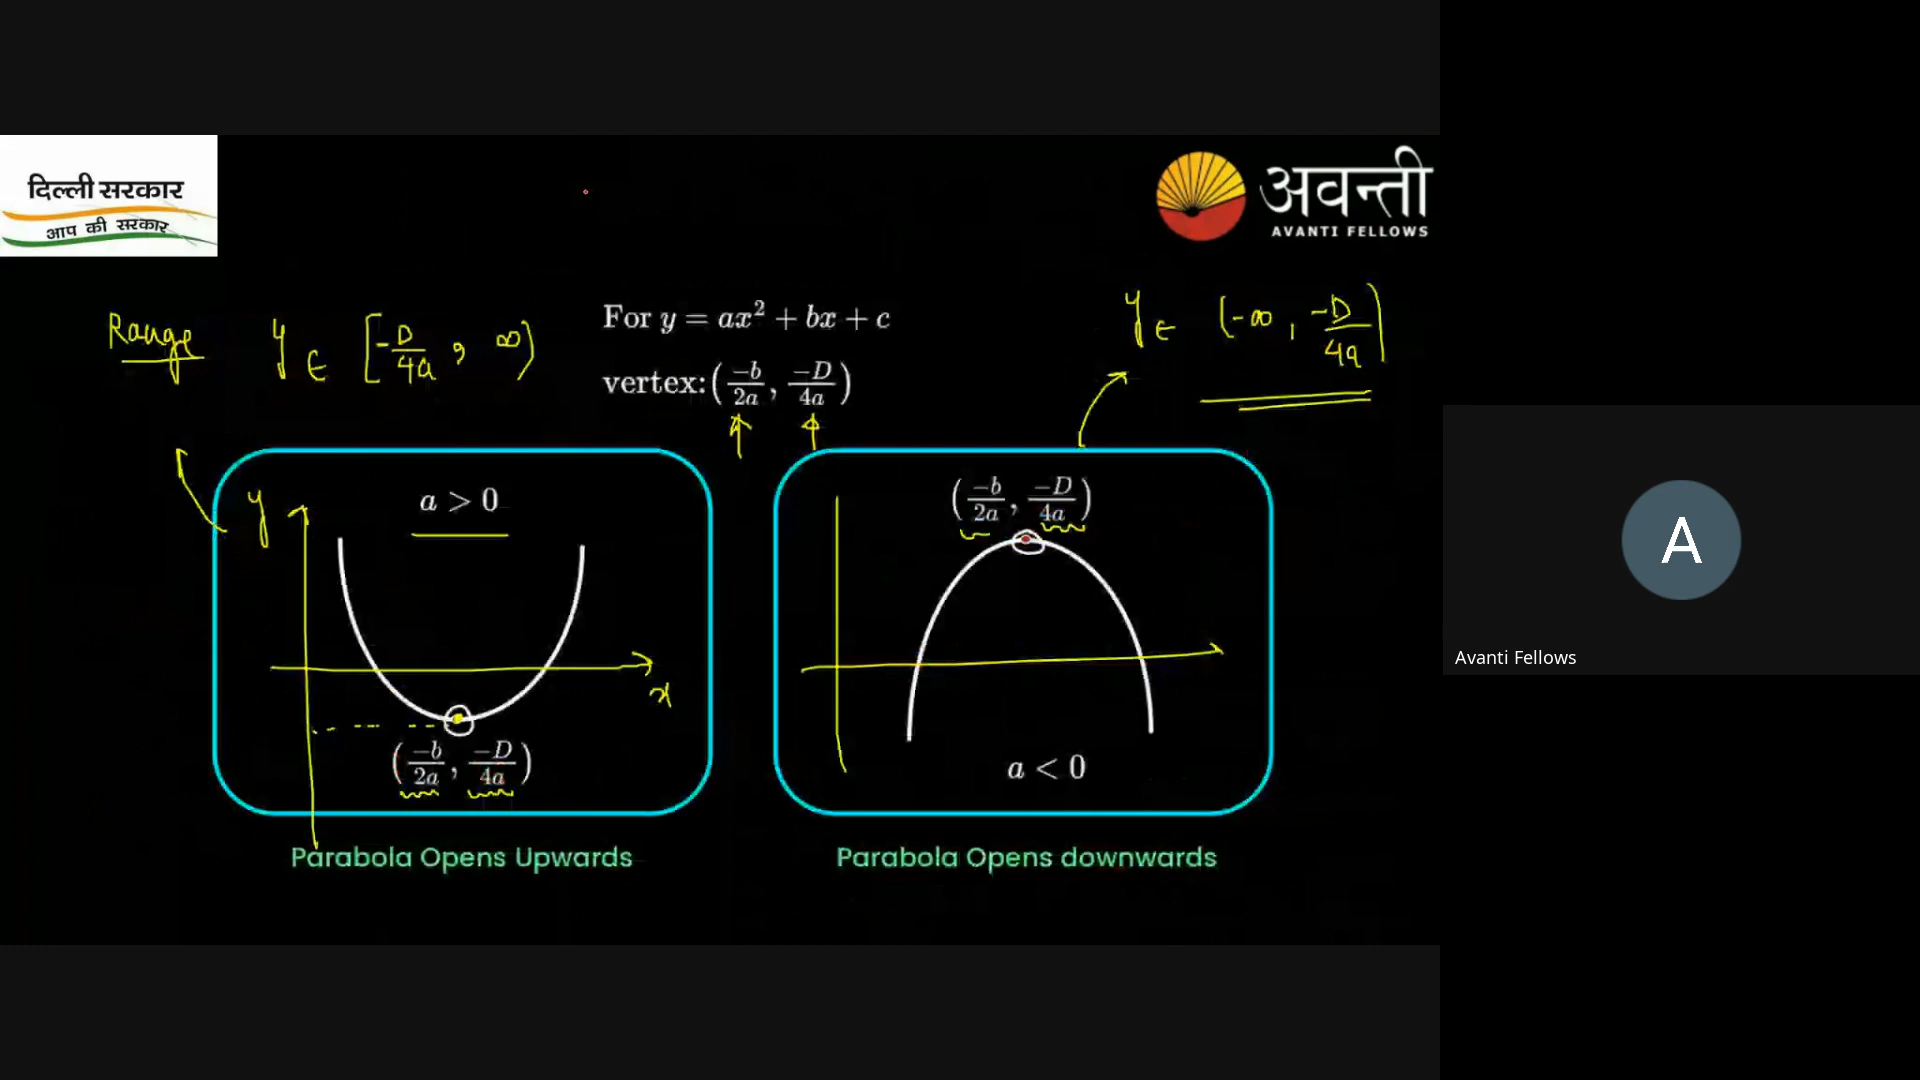 दिल्ली सरकार
आप की सरकार
अवन्ती
AVANTI FELLOWS
Range y ∈ [-D/4a, ∞)
For y = ax² + bx + c
vertex: (-b/2a, -D/4a)
y ∈ (-∞, -D/4a)
y
a > 0
x
(-b/2a, -D/4a)
Parabola Opens Upwards
(-b/2a, -D/4a)
a < 0
Parabola Opens downwards
A
Avanti Fellows